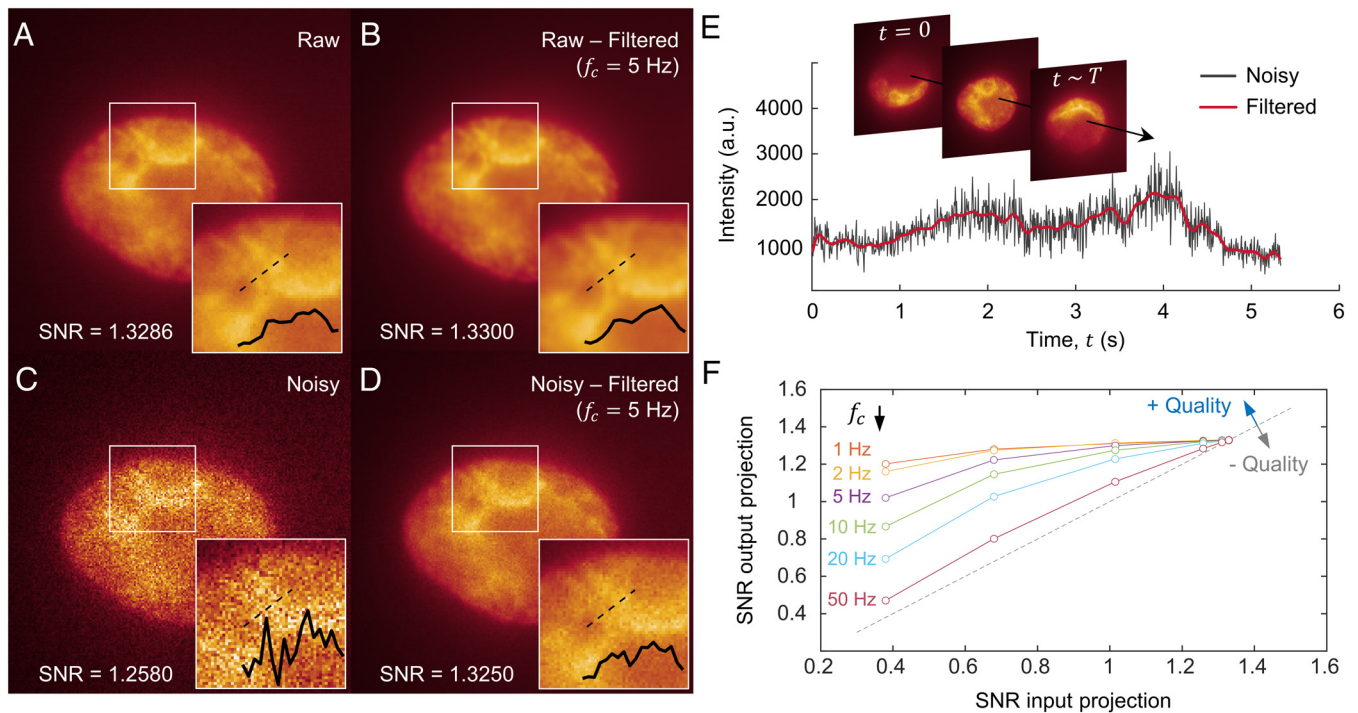 A
Raw
SNR = 1.3286
B
Raw – Filtered
(f_c = 5 Hz)
SNR = 1.3300
C
Noisy
SNR = 1.2580
D
Noisy – Filtered
(f_c = 5 Hz)
SNR = 1.3250
E
t = 0
t ~ T
Noisy
Filtered
Intensity (a.u.)
4000
3000
2000
1000
0 1 2 3 4 5 6
Time, t (s)
F
SNR output projection
1.6
1.4
1.2
1
0.8
0.6
0.4
f_c
1 Hz
2 Hz
5 Hz
10 Hz
20 Hz
50 Hz
+ Quality
- Quality
0.2 0.4 0.6 0.8 1 1.2 1.4 1.6
SNR input projection